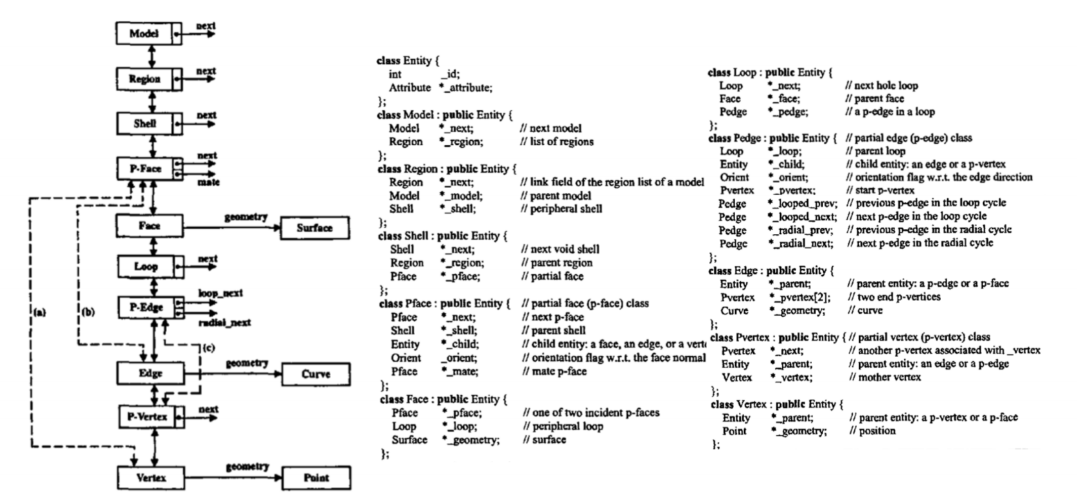 Model
next
Region
next
Shell
next
P-Face
next
mate
Face
geometry
Surface
Loop
next
P-Edge
loop_next
radial_next
(a)
(b)
(c)
Edge
geometry
Curve
P-Vertex
next
Vertex
geometry
Point
class Entity {
int _id;
Attribute *_attribute;
};
class Model : public Entity {
Model *_next; // next model
Region *_region; // list of regions
};
class Region : public Entity {
Region *_next; // link field of the region list of a model
Model *_model; // parent model
Shell *_shell; // peripheral shell
};
class Shell : public Entity {
Shell *_next; // next void shell
Region *_region; // parent region
Pface *_pface; // partial face
};
class Pface : public Entity { // partial face (p-face) class
Pface *_next; // next p-face
Shell *_shell; // parent shell
Entity *_child; // child entity: a face, an edge, or a vert
Orient _orient; // orientation flag w.r.t. the face normal
Pface *_mate; // mate p-face
};
class Face : public Entity {
Pface *_pface; // one of two incident p-faces
Loop *_loop; // peripheral loop
Surface *_geometry; // surface
};
class Loop : public Entity {
Loop *_next; // next hole loop
Face *_face; // parent face
Pedge *_pedge; // a p-edge in a loop
};
class Pedge : public Entity { // partial edge (p-edge) class
Loop *_loop; // parent loop
Entity *_child; // child entity: an edge or a p-vertex
Orient *_orient; // orientation flag w.r.t. the edge direction
Pvertex *_pvertex; // start p-vertex
Pedge *_looped_prev; // previous p-edge in the loop cycle
Pedge *_looped_next; // next p-edge in the loop cycle
Pedge *_radial_prev; // previous p-edge in the radial cycle
Pedge *_radial_next; // next p-edge in the radial cycle
};
class Edge : public Entity {
Entity *_parent; // parent entity: a p-edge or a p-face
Pvertex *_pvertex[2]; // two end p-vertices
Curve *_geometry; // curve
};
class Pvertex : public Entity { // partial vertex (p-vertex) class
Pvertex *_next; // another p-vertex associated with _vertex
Entity *_parent; // parent entity: an edge or a p-edge
Vertex *_vertex; // mother vertex
};
class Vertex : public Entity {
Entity *_parent; // parent entity: a p-vertex or a p-face
Point *_geometry; // position
};